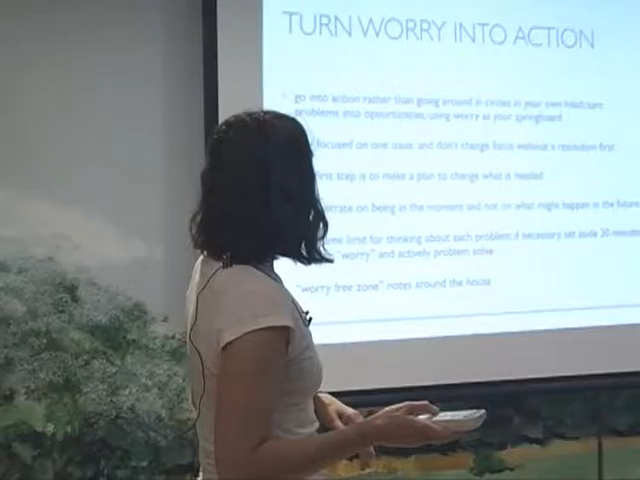 TURN WORRY INTO ACTION
go into action rather than going around in circles in your own head: turn
problems into opportunities, using worry as your springboard
focused on one issue and don't change focus without a resolution first
first step is to make a plan to change what is needed
on being in the moment and not on what might happen in the future
time limit for thinking about each problem if necessary set aside 20 minutes
"worry" and actively problem solve
"worry free zone" notes around the house